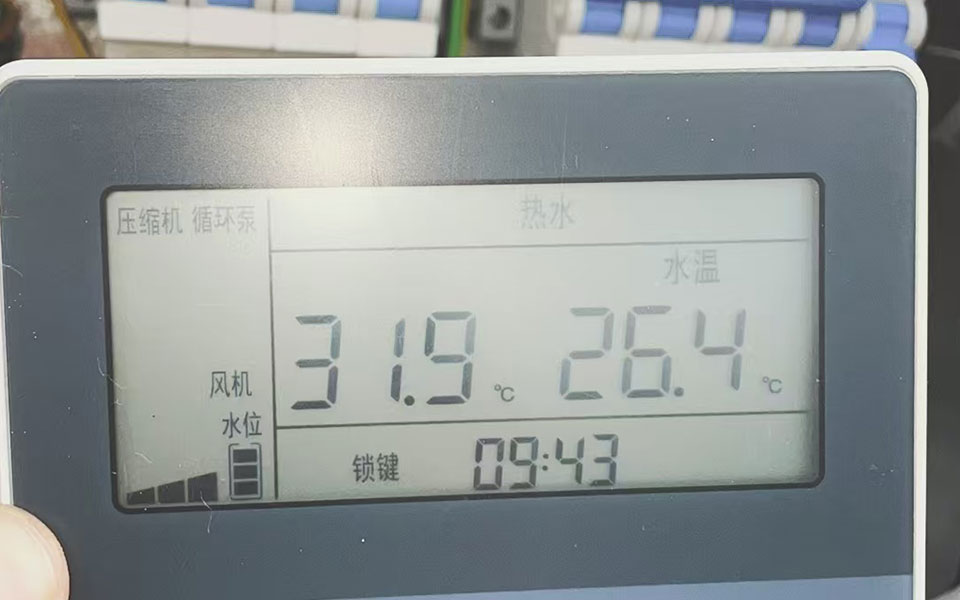 压缩机 循环泵
热水
水温
31.9℃ 26.4℃
风机
水位
锁键 09:43